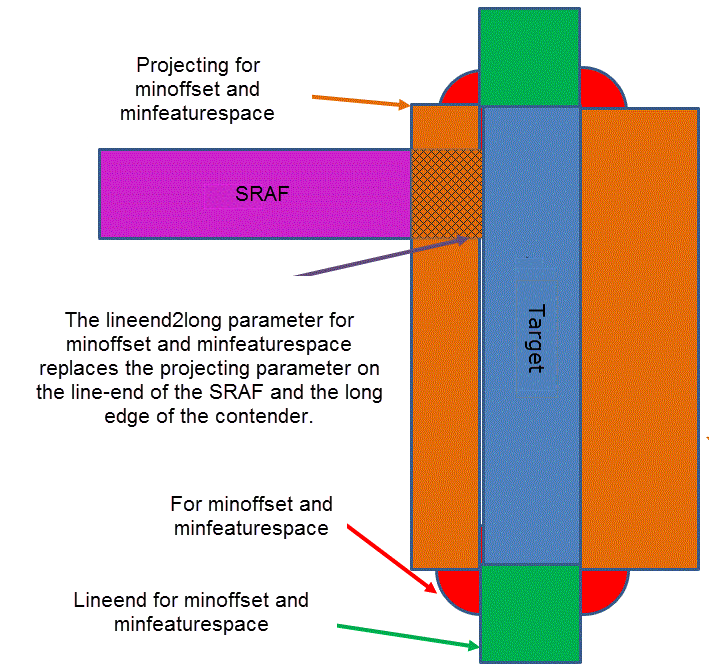 Projecting for
minoffset and
minfeaturespace
SRAF
The lineend2long parameter for
minoffset and minfeaturespace
replaces the projecting parameter on
the line-end of the SRAF and the long
edge of the contender.
Target
For minoffset and
minfeaturespace
Lineend for minoffset and
minfeaturespace